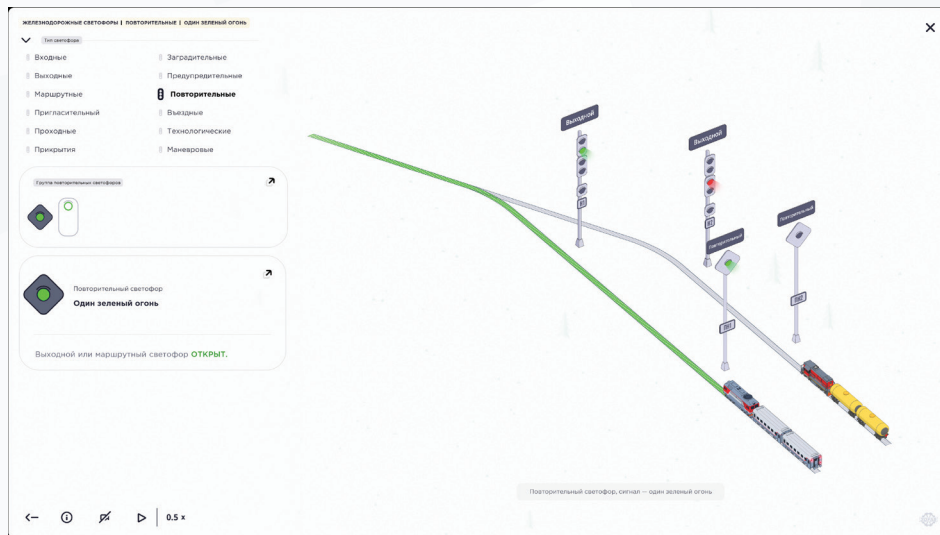 ЖЕЛЕЗНОДОРОЖНЫЕ СВЕТОФОРЫ | ПОВТОРИТЕЛЬНЫЕ | ОДИН ЗЕЛЕНЫЙ ОГОНЬ
Тип светофора
Входные
Заградительные
Выходные
Предупредительные
Маршрутные
Повторительные
Пригласительный
Въездные
Проходные
Технологические
Прикрытия
Маневровые
Группа повторительных светофоров
Повторительный светофор
Один зеленый огонь
Выходной или маршрутный светофор ОТКРЫТ.
Выходной
Выходной
Повторительный
Повторительный
Повторительный светофор, сигнал — один зеленый огонь
0.5 x